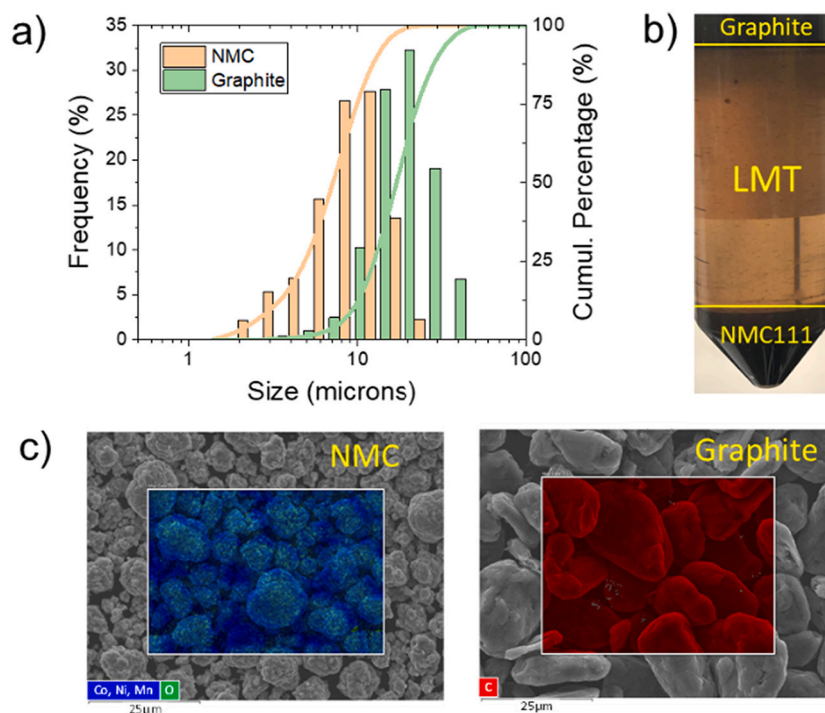 a)
35
30
25
20
15
10
5
0
Frequency (%)
NMC
Graphite
100
75
50
25
0
Cumul. Percentage (%)
1
10
100
Size (microns)
b)
Graphite
LMT
NMC111
c)
NMC
Co, Ni, Mn
O
25µm
Graphite
C
25µm